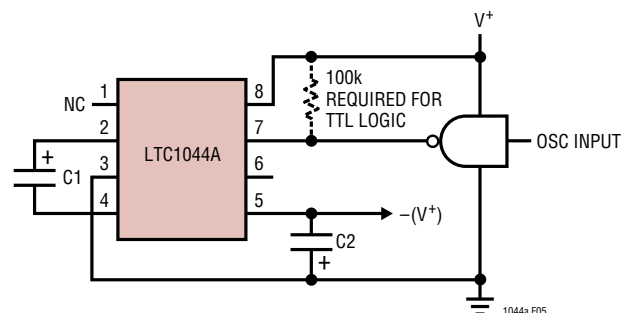 V+
100k
REQUIRED FOR
TTL LOGIC
NC
1
8
2
7
LTC1044A
OSC INPUT
+
C1
3
6
4
5
–(V+)
C2
+
1044a F05